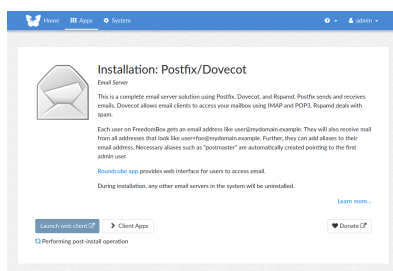 Home Apps System admin
Installation: Postfix/Dovecot
Email Server
This is a complete email server solution using Postfix, Dovecot, and Rspamd. Postfix sends and receives
emails. Dovecot allows email clients to access your mailbox using IMAP and POP3. Rspamd deals with
spam.
Each user on FreedomBox gets an email address like user@mydomain.example. They will also receive mail
from all addresses that look like user+foo@mydomain.example. Further, they can add aliases to their
email address. Necessary aliases such as "postmaster" are automatically created pointing to the first
admin user.
Roundcube app provides web interface for users to access email.
During installation, any other email servers in the system will be uninstalled.
Learn more...
Launch web client Client Apps Donate
Performing post-install operation